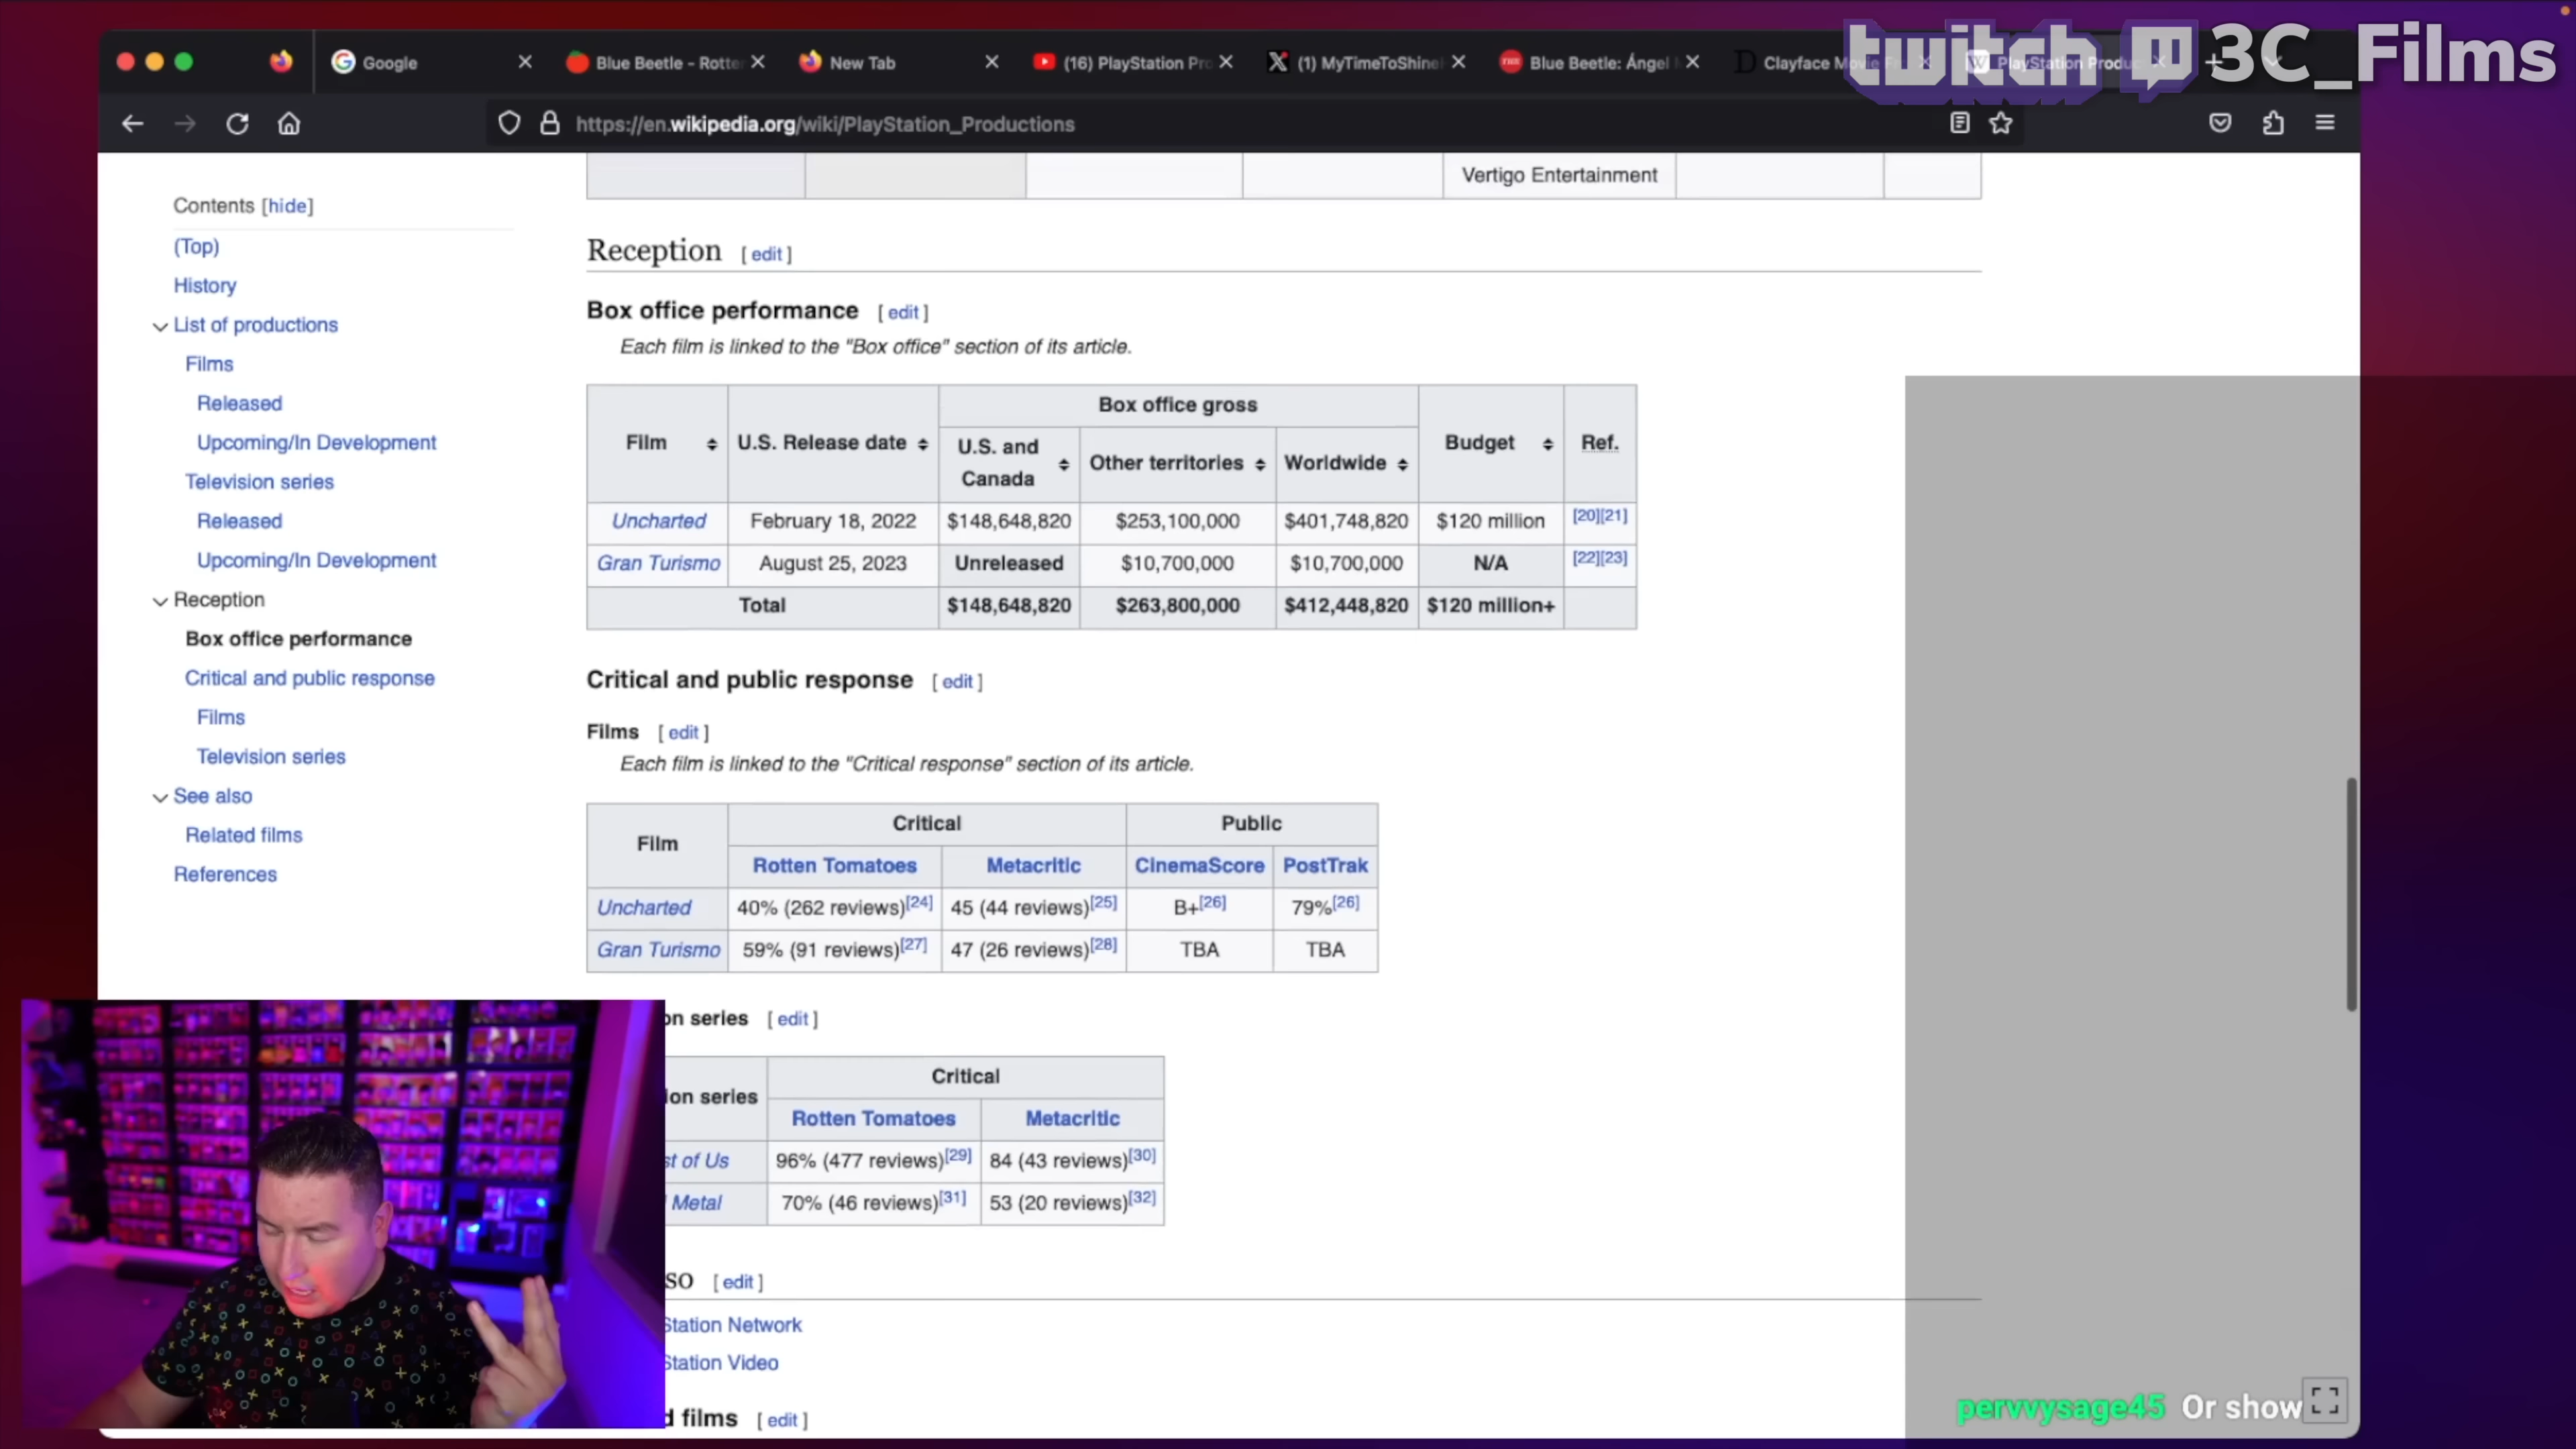 twitch 3C_Films
Google
Blue Beetle - Rotte
New Tab
(16) PlayStation Pro
(1) MyTimeToShine
Blue Beetle: Ángel
Clayface Mo
PlayStation Produ
https://en.wikipedia.org/wiki/PlayStation_Productions
Contents [hide]
(Top)
History
List of productions
Films
Released
Upcoming/In Development
Television series
Released
Upcoming/In Development
Reception
Box office performance
Critical and public response
Films
Television series
See also
Related films
References
Vertigo Entertainment
Reception [ edit ]
Box office performance [ edit ]
Each film is linked to the "Box office" section of its article.
Film U.S. Release date Box office gross Budget Ref.
U.S. and Canada Other territories Worldwide
Uncharted February 18, 2022 $148,648,820 $253,100,000 $401,748,820 $120 million [20][21]
Gran Turismo August 25, 2023 Unreleased $10,700,000 $10,700,000 N/A [22][23]
Total $148,648,820 $263,800,000 $412,448,820 $120 million+
Critical and public response [ edit ]
Films [ edit ]
Each film is linked to the "Critical response" section of its article.
Film Critical Public
Rotten Tomatoes Metacritic CinemaScore PostTrak
Uncharted 40% (262 reviews)[24] 45 (44 reviews)[25] B+[26] 79%[26]
Gran Turismo 59% (91 reviews)[27] 47 (26 reviews)[28] TBA TBA
on series [ edit ]
ion series Critical
Rotten Tomatoes Metacritic
st of Us 96% (477 reviews)[29] 84 (43 reviews)[30]
Metal 70% (46 reviews)[31] 53 (20 reviews)[32]
so [ edit ]
Station Network
Station Video
d films [ edit ]
pervvysage45 Or show